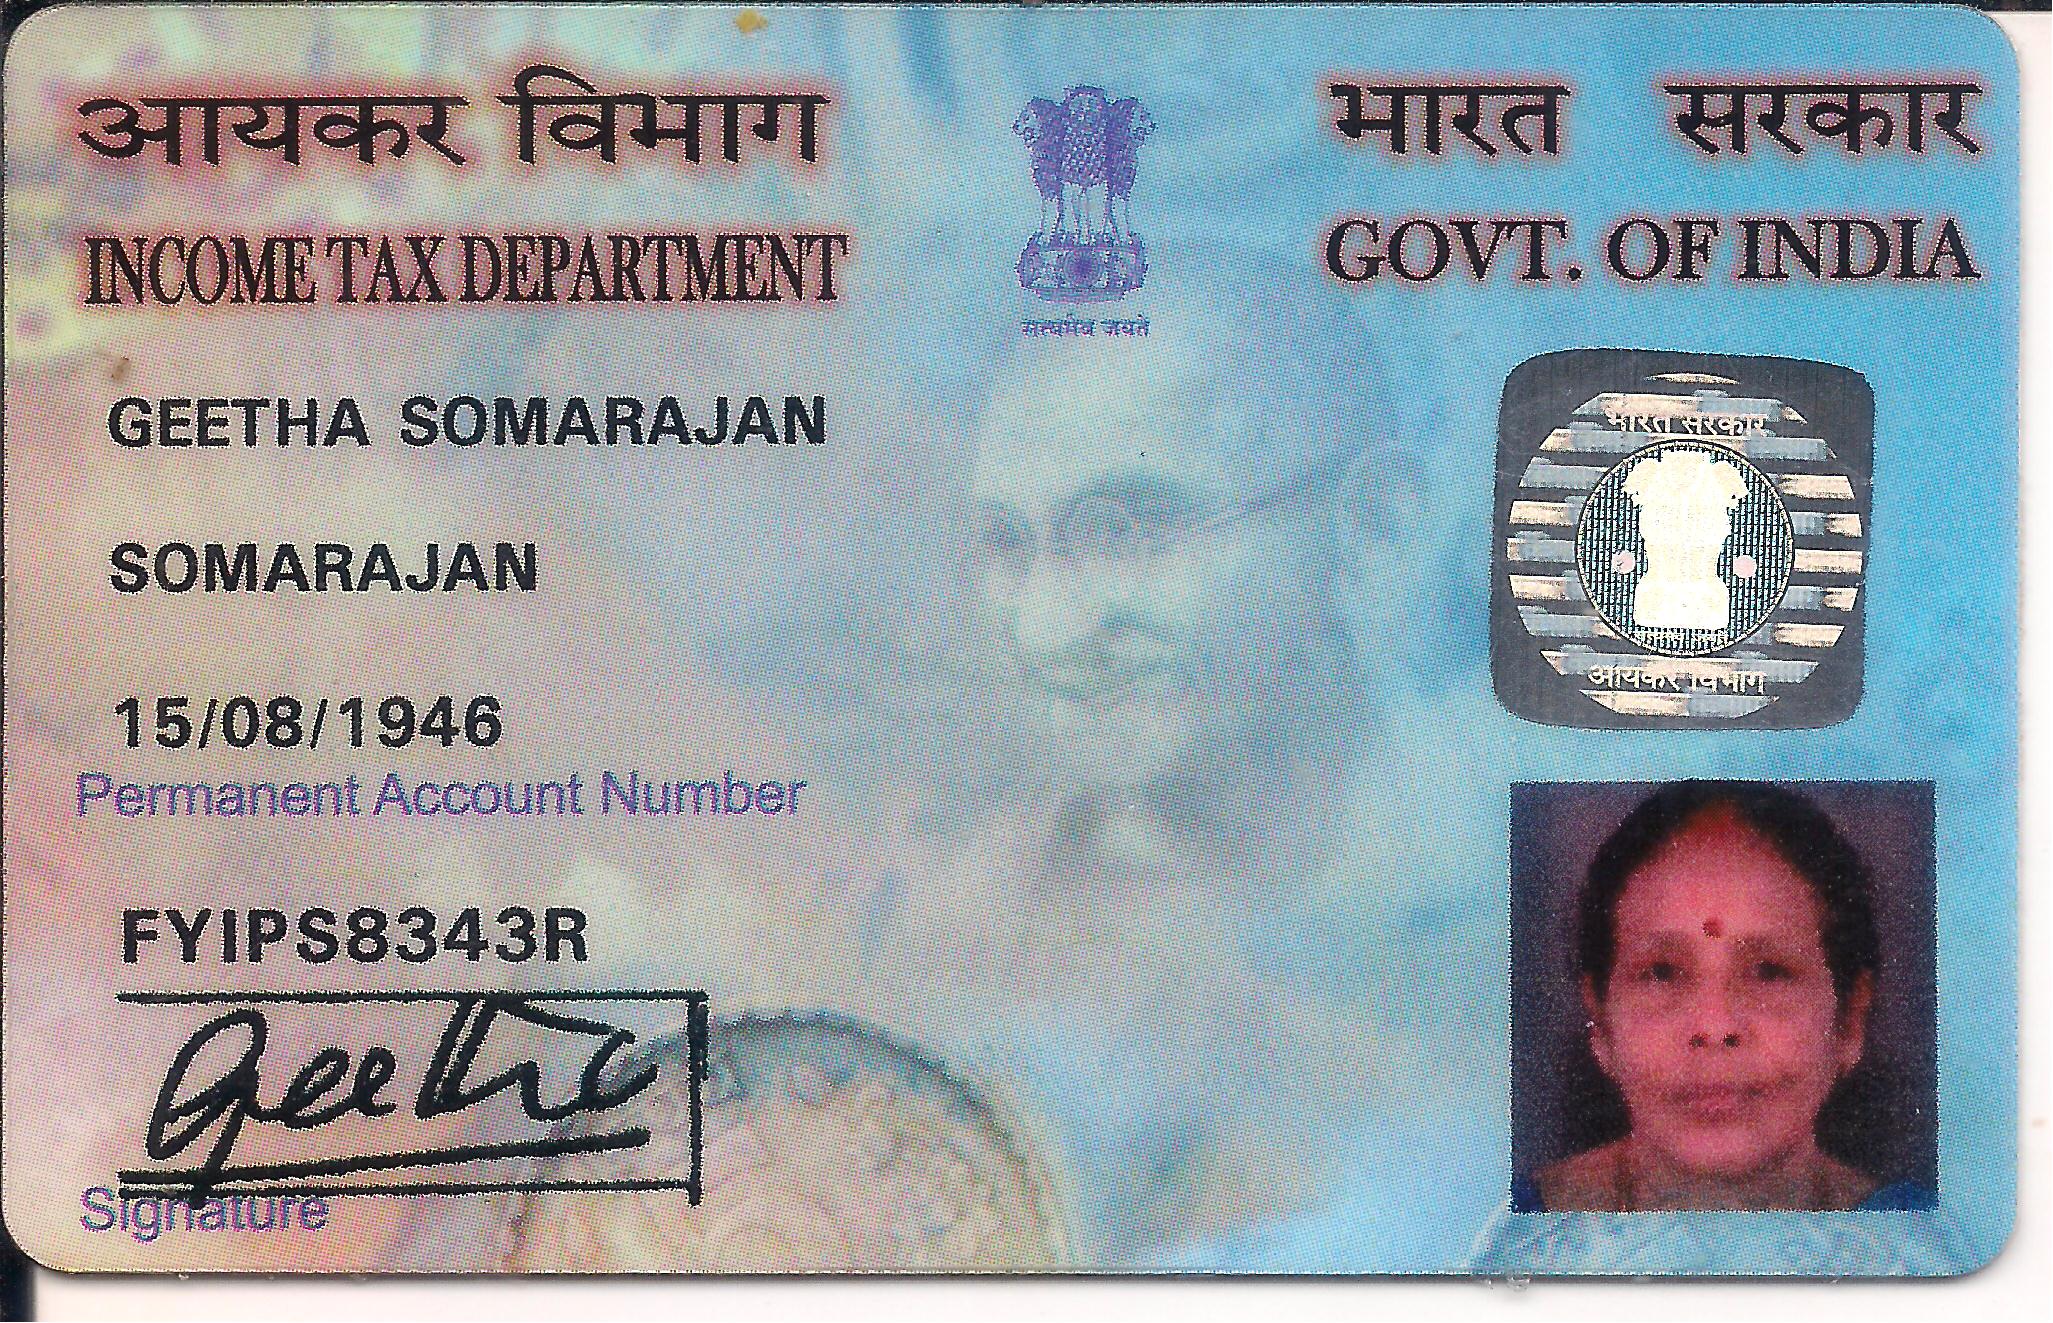 आयकर विभाग
INCOME TAX DEPARTMENT
सत्यमेव जयते
भारत सरकार
GOVT. OF INDIA
GEETHA SOMARAJAN
SOMARAJAN
15/08/1946
Permanent Account Number
FYIPS8343R
Geetha
Signature
भारत सरकार
आयकर विभाग